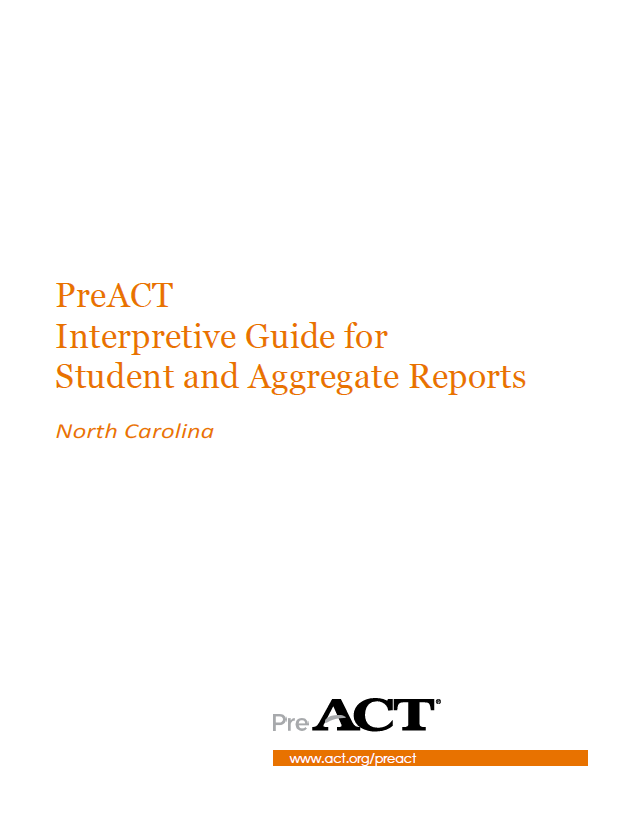 PreACT
Interpretive Guide for
Student and Aggregate Reports
North Carolina
PreACT®
www.act.org/preact